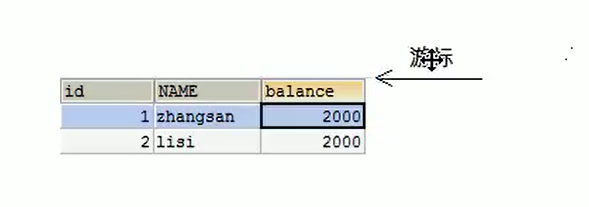 游标
id NAME balance
1 zhangsan 2000
2 lisi 2000